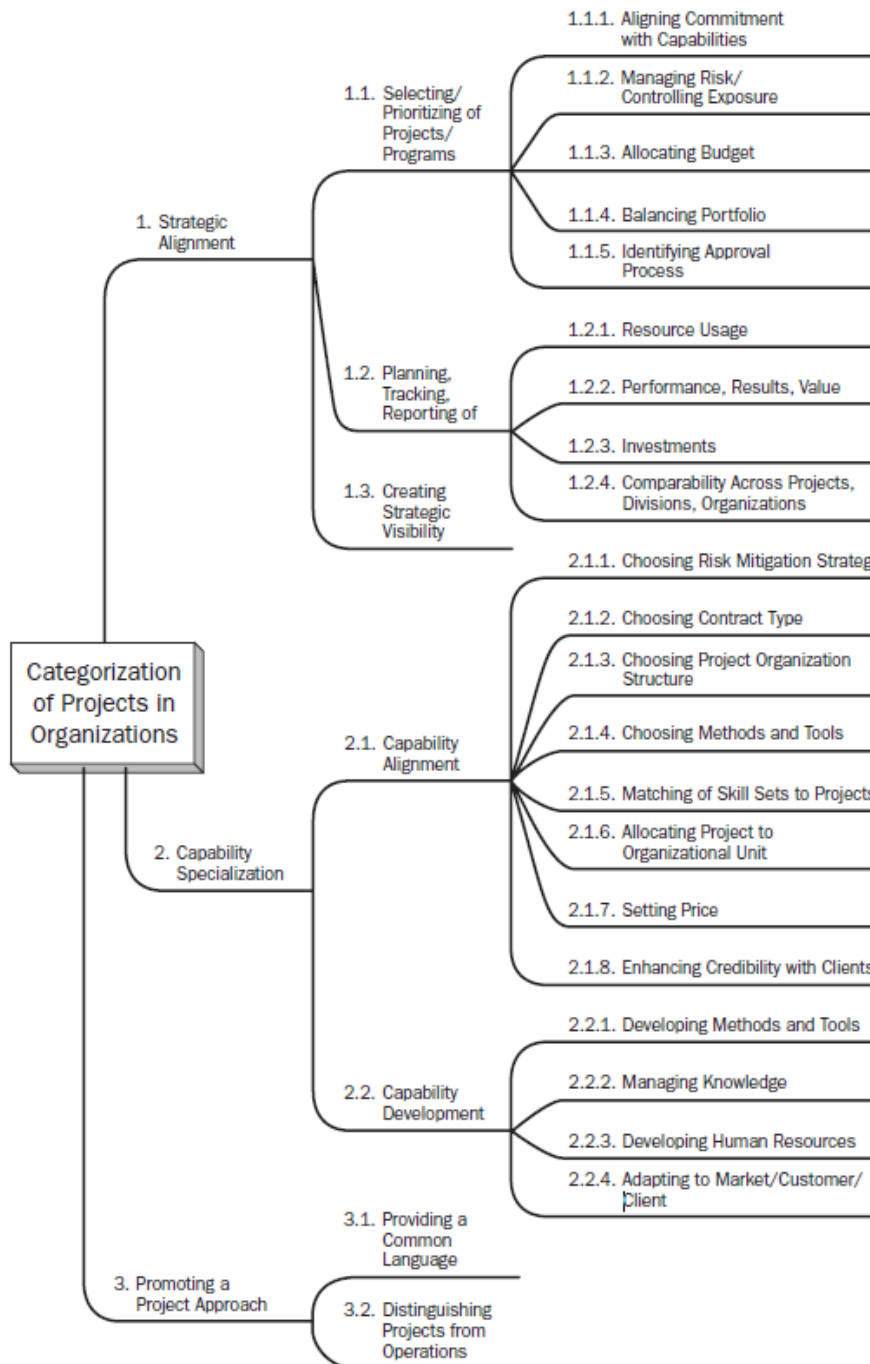 1.1.1. Aligning Commitment
with Capabilities
1.1.2. Managing Risk/
Controlling Exposure
1.1. Selecting/
Prioritizing of
Projects/
Programs
1.1.3. Allocating Budget
1.1.4. Balancing Portfolio
1. Strategic
Alignment
1.1.5. Identifying Approval
Process
1.2.1. Resource Usage
1.2. Planning,
Tracking,
Reporting of
1.2.2. Performance, Results, Value
1.2.3. Investments
1.2.4. Comparability Across Projects,
Divisions, Organizations
1.3. Creating
Strategic
Visibility
2.1.1. Choosing Risk Mitigation Strateg
2.1.2. Choosing Contract Type
2.1.3. Choosing Project Organization
Structure
Categorization
of Projects in
Organizations
2.1. Capability
Alignment
2.1.4. Choosing Methods and Tools
2.1.5. Matching of Skill Sets to Projects
2.1.6. Allocating Project to
Organizational Unit
2. Capability
Specialization
2.1.7. Setting Price
2.1.8. Enhancing Credibility with Clients
2.2.1. Developing Methods and Tools
2.2. Capability
Development
2.2.2. Managing Knowledge
2.2.3. Developing Human Resources
2.2.4. Adapting to Market/Customer/
Client
3.1. Providing a
Common
Language
3. Promoting a
Project Approach
3.2. Distinguishing
Projects from
Operations